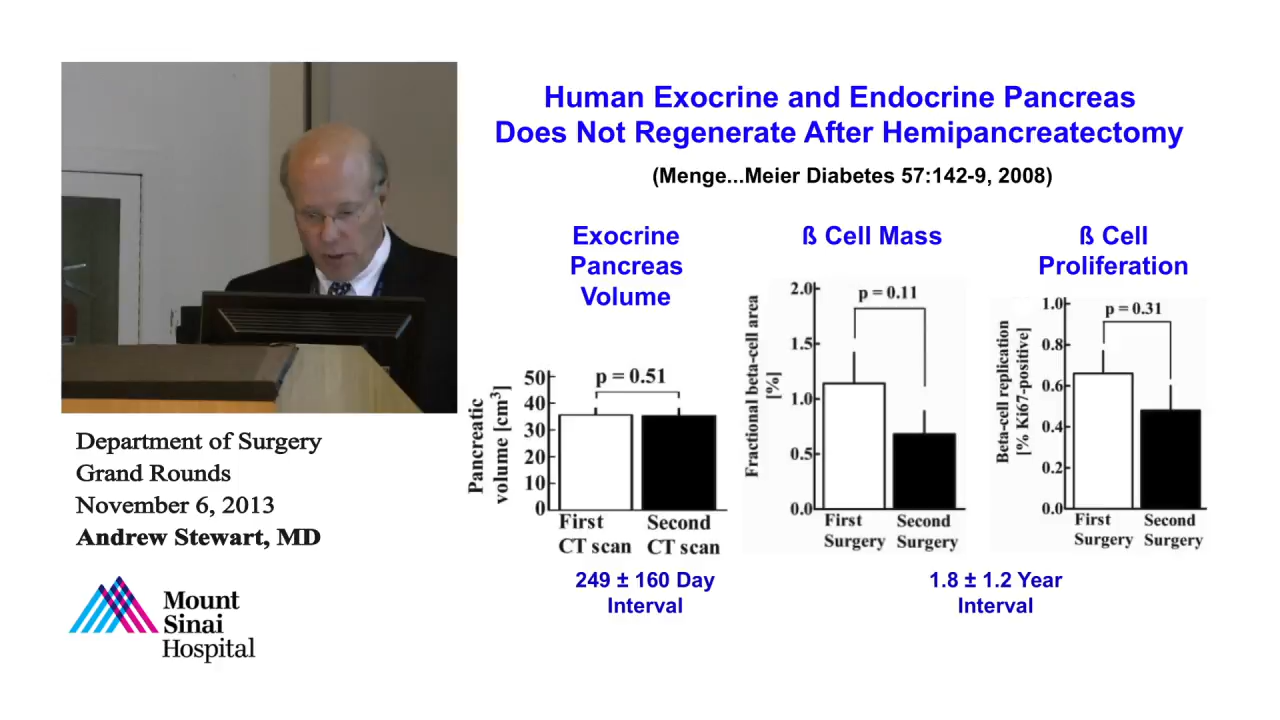 Human Exocrine and Endocrine Pancreas
Does Not Regenerate After Hemipancreatectomy
(Menge...Meier Diabetes 57:142-9, 2008)
Exocrine
Pancreas
Volume
Pancreatic
volume [cm³]
50
40
30
20
10
0
p = 0.51
First
CT scan
Second
CT scan
249 ± 160 Day
Interval
ß Cell Mass
Fractional beta-cell area
[%]
2.0
1.5
1.0
0.5
0.0
p = 0.11
First
Surgery
Second
Surgery
ß Cell
Proliferation
Beta-cell replication
[% Ki67-positive]
1.0
0.8
0.6
0.4
0.2
0.0
p = 0.31
First
Surgery
Second
Surgery
1.8 ± 1.2 Year
Interval
Department of Surgery
Grand Rounds
November 6, 2013
Andrew Stewart, MD
Mount
Sinai
Hospital